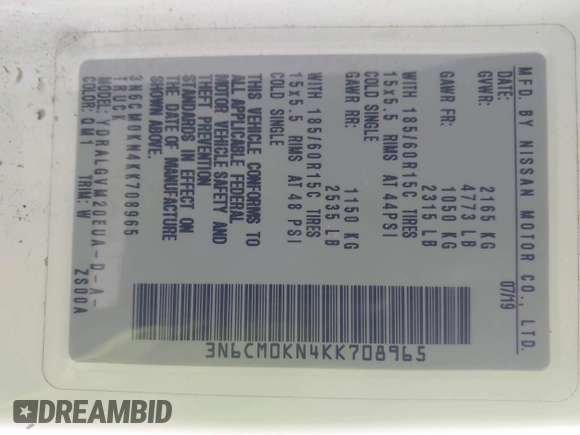 MFD. BY NISSAN MOTOR CO., LTD.
DATE: 07/19
GVWR: 2165 KG
4773 LB
GAWR FR: 1050 KG
2315 LB
WITH 185/60R15C TIRES
15x5.5 RIMS AT 44PSI
COLD SINGLE
GAWR RR: 1150 KG
2535 LB
WITH 185/60R15C TIRES
15x5.5 RIMS AT 48 PSI
COLD SINGLE
THIS VEHICLE CONFORMS TO
ALL APPLICABLE FEDERAL
MOTOR VEHICLE SAFETY AND
THEFT PREVENTION
STANDARDS IN EFFECT ON
THE DATE OF MANUFACTURE
SHOWN ABOVE.
3N6CM0KN4KK708965
TRUCK
MODEL: YDRALGVM20EUA-D-A-
COLOR: QM1 TRIM: W ZS00A
3N6CM0KN4KK708965
DREAMBID